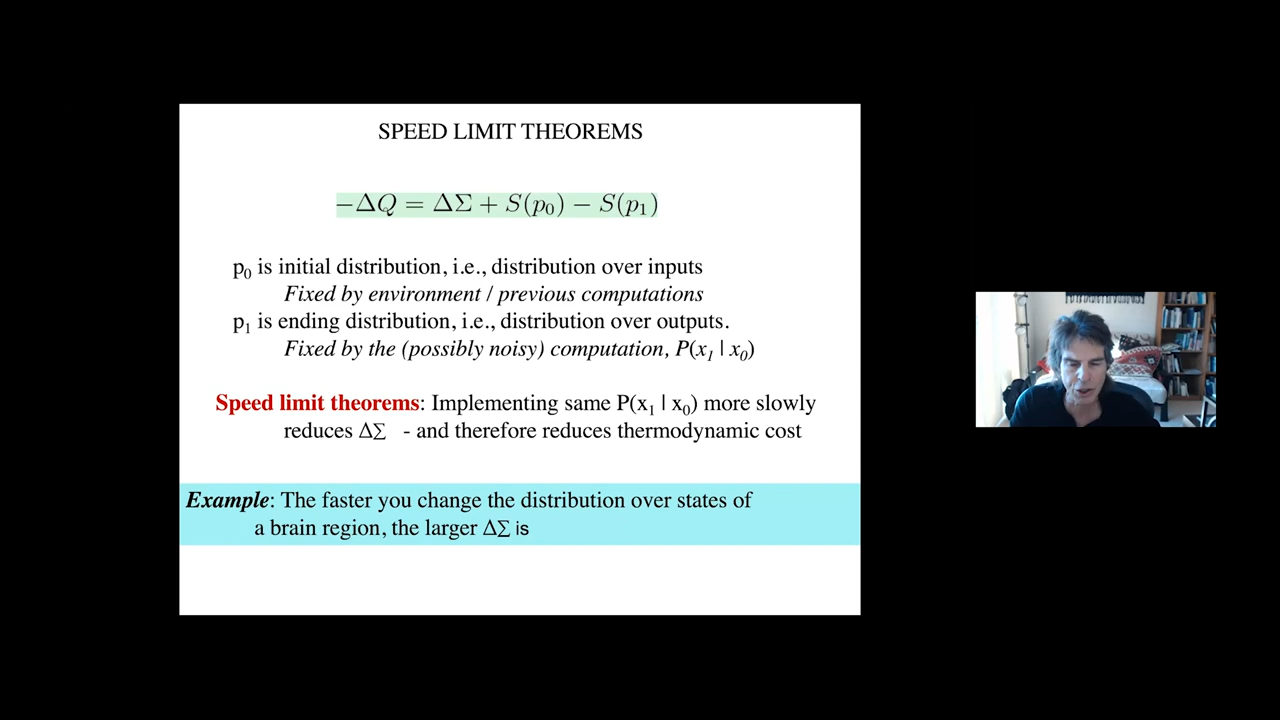 SPEED LIMIT THEOREMS
−ΔQ = ΔΣ + S(p₀) − S(p₁)
p₀ is initial distribution, i.e., distribution over inputs
Fixed by environment / previous computations
p₁ is ending distribution, i.e., distribution over outputs.
Fixed by the (possibly noisy) computation, P(x₁ | x₀)
Speed limit theorems: Implementing same P(x₁ | x₀) more slowly
reduces ΔΣ - and therefore reduces thermodynamic cost
Example: The faster you change the distribution over states of
a brain region, the larger ΔΣ is